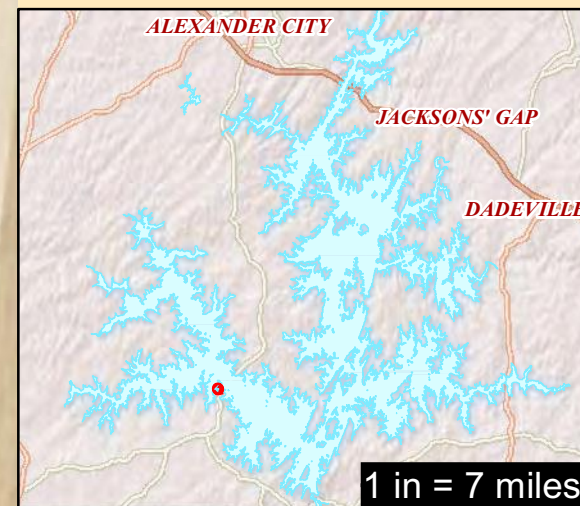 ALEXANDER CITY
JACKSONS' GAP
DADEVILLE
1 in = 7 miles